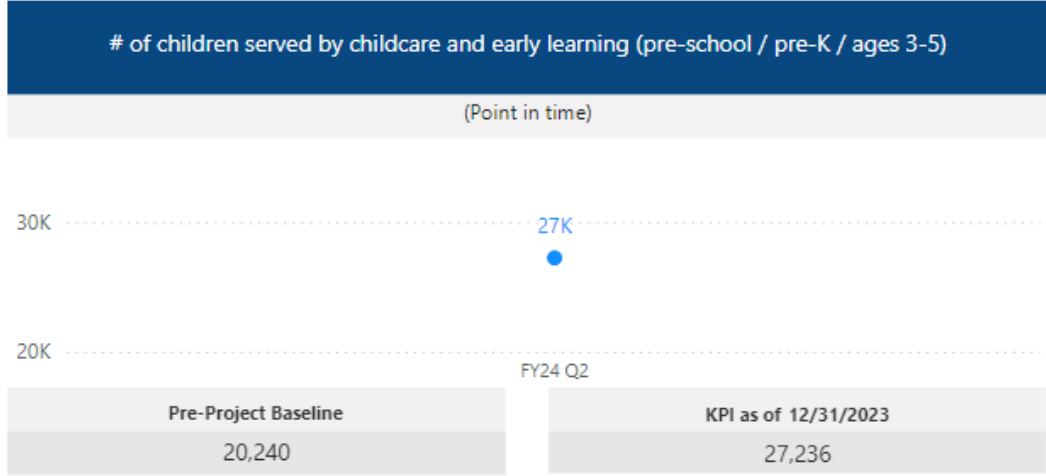 # of children served by childcare and early learning (pre-school / pre-K / ages 3-5)
(Point in time)
30K
27K
20K
FY24 Q2
Pre-Project Baseline
KPI as of 12/31/2023
20,240
27,236